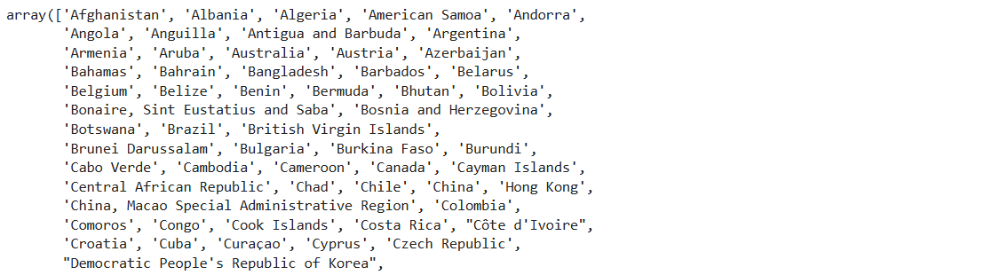 array(['Afghanistan', 'Albania', 'Algeria', 'American Samoa', 'Andorra',
'Angola', 'Anguilla', 'Antigua and Barbuda', 'Argentina',
'Armenia', 'Aruba', 'Australia', 'Austria', 'Azerbaijan',
'Bahamas', 'Bahrain', 'Bangladesh', 'Barbados', 'Belarus',
'Belgium', 'Belize', 'Benin', 'Bermuda', 'Bhutan', 'Bolivia',
'Bonaire, Sint Eustatius and Saba', 'Bosnia and Herzegovina',
'Botswana', 'Brazil', 'British Virgin Islands',
'Brunei Darussalam', 'Bulgaria', 'Burkina Faso', 'Burundi',
'Cabo Verde', 'Cambodia', 'Cameroon', 'Canada', 'Cayman Islands',
'Central African Republic', 'Chad', 'Chile', 'China', 'Hong Kong',
'China, Macao Special Administrative Region', 'Colombia',
'Comoros', 'Congo', 'Cook Islands', 'Costa Rica', "Côte d'Ivoire",
'Croatia', 'Cuba', 'Curaçao', 'Cyprus', 'Czech Republic',
"Democratic People's Republic of Korea",